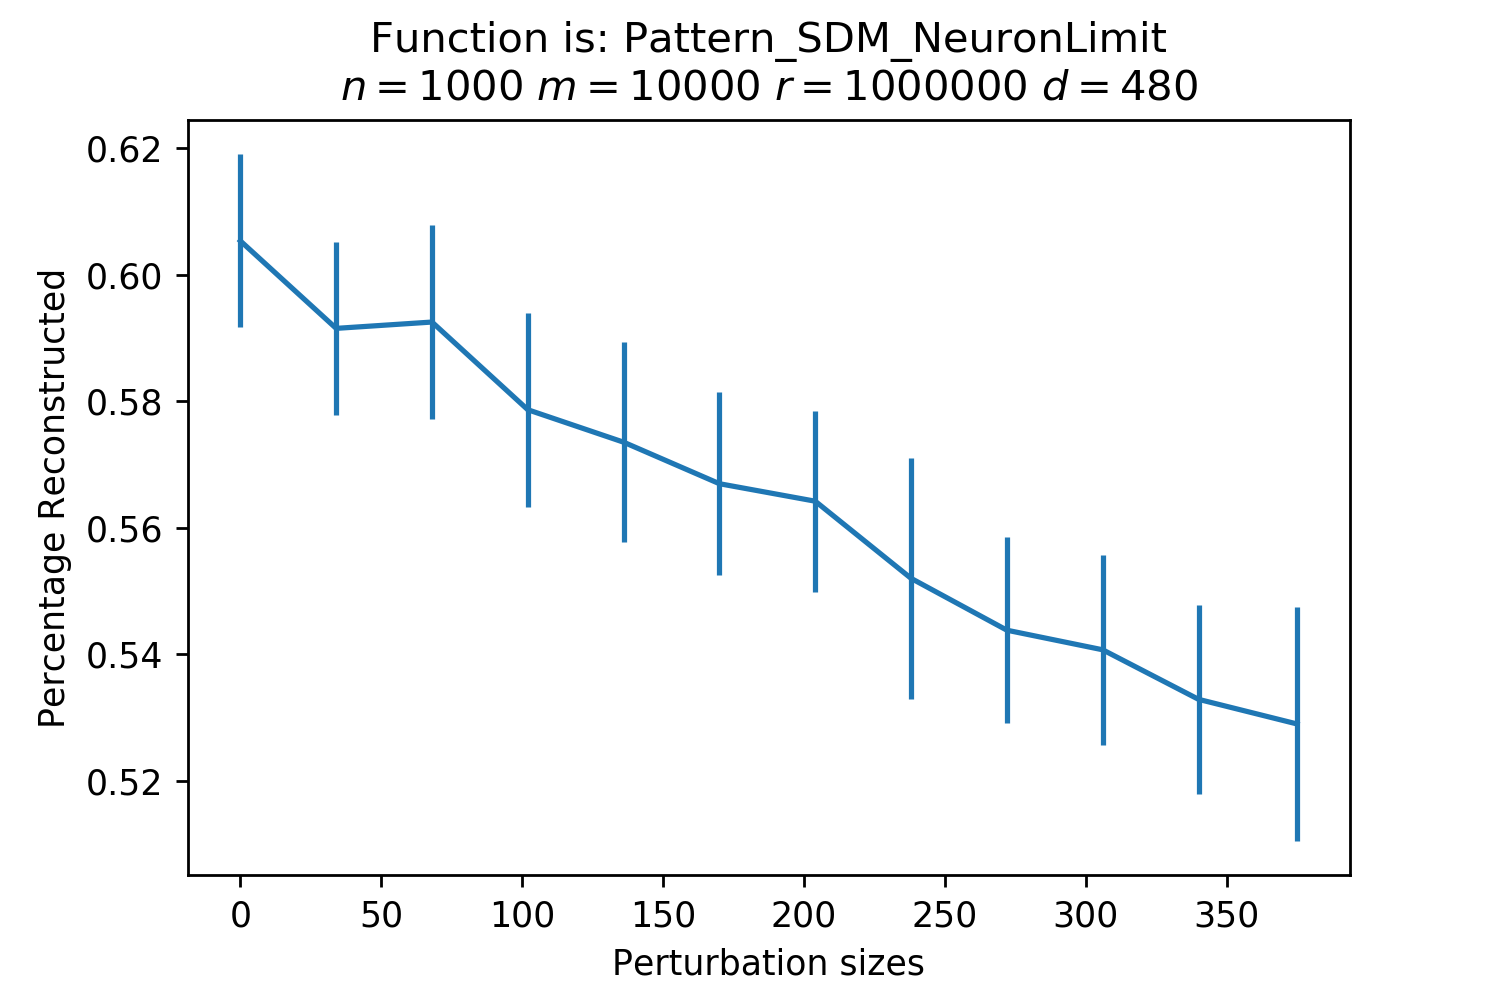 Function is: Pattern_SDM_NeuronLimit
n = 1000 m = 10000 r = 1000000 d = 480
0.62
0.60
0.58
0.56
0.54
0.52
Percentage Reconstructed
0 50 100 150 200 250 300 350
Perturbation sizes